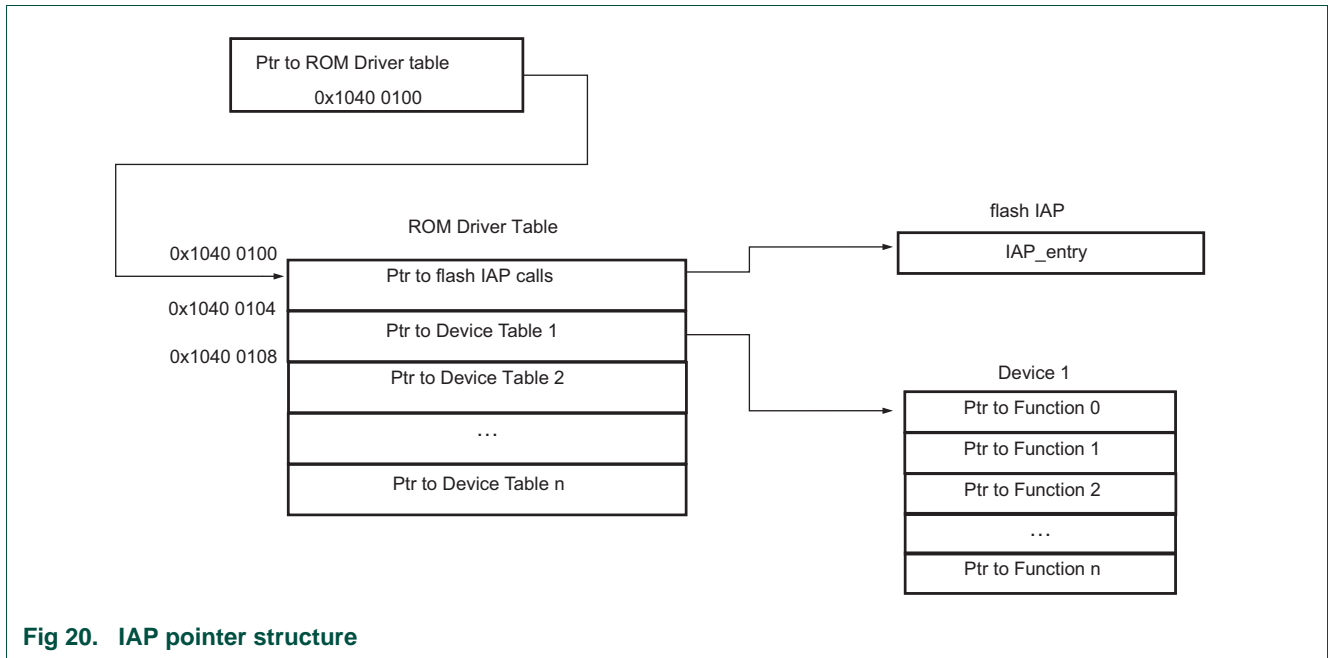 Ptr to ROM Driver table
0x1040 0100
ROM Driver Table
0x1040 0100
Ptr to flash IAP calls
0x1040 0104
Ptr to Device Table 1
0x1040 0108
Ptr to Device Table 2
...
Ptr to Device Table n
flash IAP
IAP_entry
Device 1
Ptr to Function 0
Ptr to Function 1
Ptr to Function 2
...
Ptr to Function n
Fig 20. IAP pointer structure